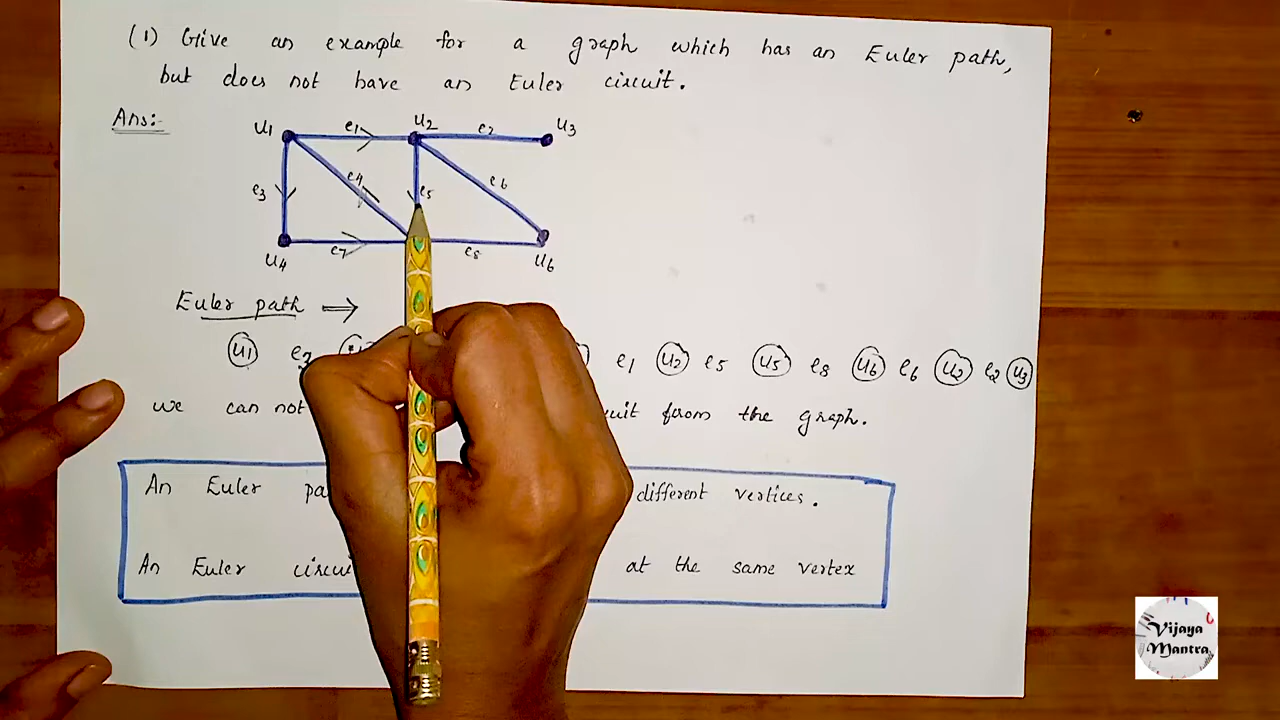 (1) Give an example for a graph which has an Euler path,
but does not have an Euler circuit.
Ans:-
u1 e1 u2 e2 u3
e3 e4 e5 e6
u4 e7 e8 u6
Euler path ⇒
u1 e3 e1 u2 e5 u5 e8 u6 e6 u2 e2 u3
we can not uit from the graph.
An Euler pa different vertices.
An Euler circui at the same vertex
Vijaya
Mantra